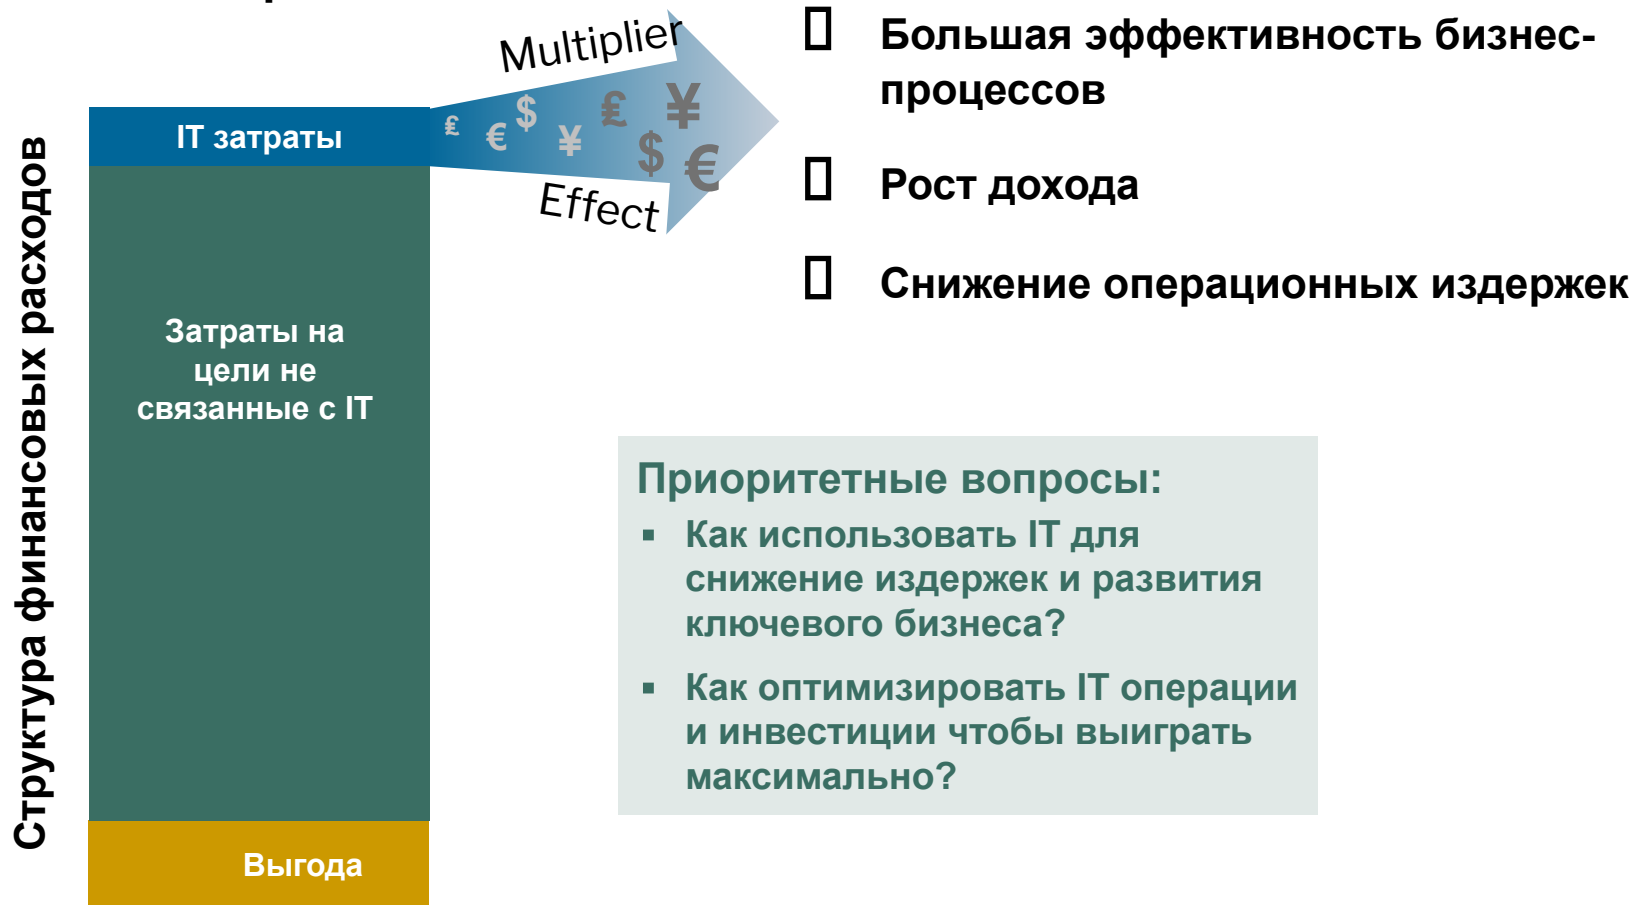 Multiplier
Effect
£ € $ ¥ £ $ ¥ €
Большая эффективность бизнес-
процессов
Рост дохода
Снижение операционных издержек
Структура финансовых расходов
IT затраты
Затраты на
цели не
связанные с IT
Выгода
Приоритетные вопросы:
▪ Как использовать IT для
снижение издержек и развития
ключевого бизнеса?
▪ Как оптимизировать IT операции
и инвестиции чтобы выиграть
максимально?